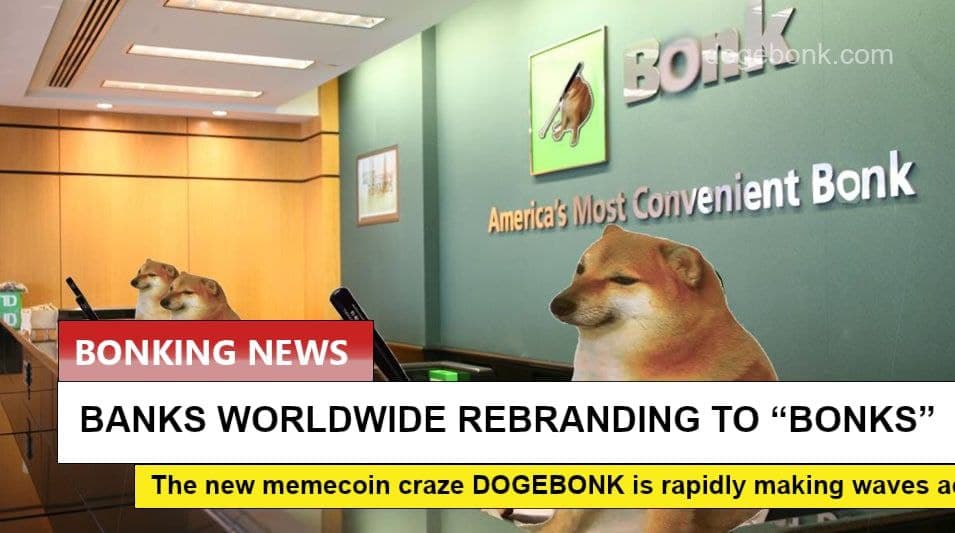 Bonk
dogebonk.com
America's Most Convenient Bonk
TD
BONKING NEWS
BANKS WORLDWIDE REBRANDING TO “BONKS”
The new memecoin craze DOGEBONK is rapidly making waves